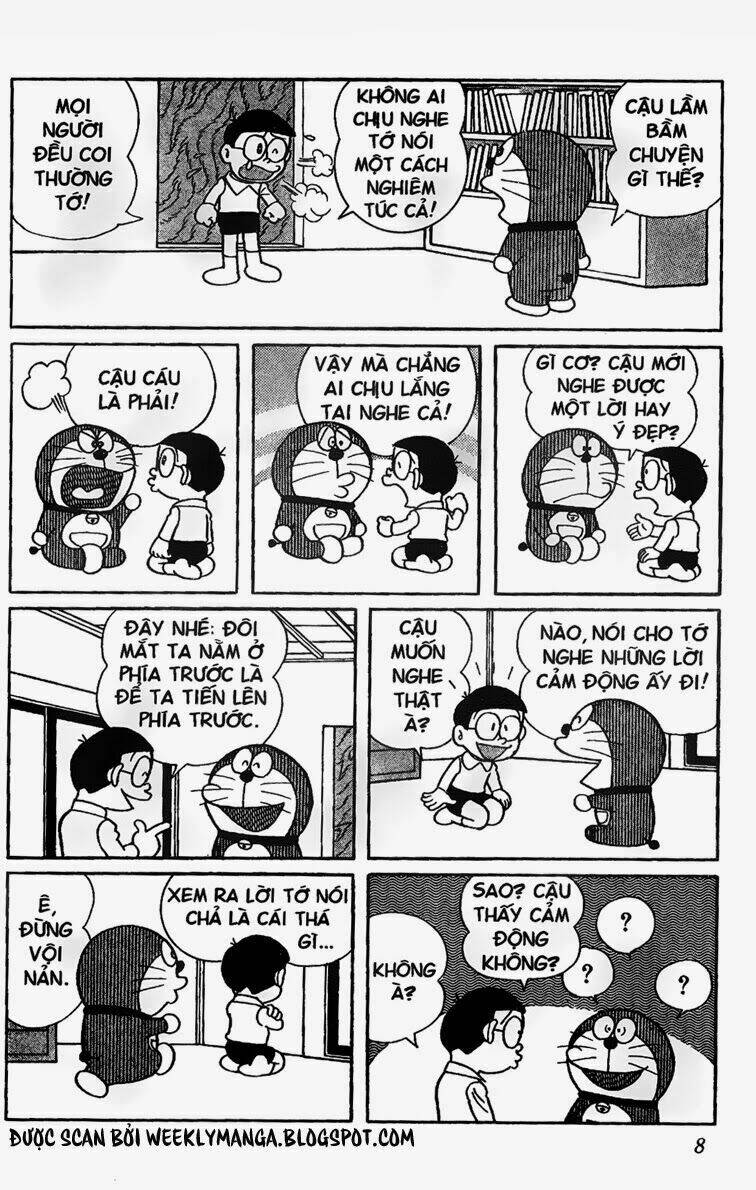 CẬU LẦM
BẦM
CHUYỆN
GÌ THẾ?
KHÔNG AI
CHỊU NGHE
TỚ NÓI
MỘT CÁCH
NGHIÊM
TÚC CẢ!
MỌI
NGƯỜI
ĐỀU COI
THƯỜNG
TỚ!
GÌ CƠ? CẬU MỚI
NGHE ĐƯỢC
MỘT LỜI HAY
Ý ĐẸP?
VẬY MÀ CHẲNG
AI CHỊU LẮNG
TAI NGHE CẢ!
CẬU CÁU
LÀ PHẢI!
NÀO, NÓI CHO TỚ
NGHE NHỮNG LỜI
CẢM ĐỘNG ẤY ĐI!
CẬU
MUỐN
NGHE
THẬT
À?
ĐÂY NHÉ: ĐÔI
MẮT TA NẰM Ở
PHÍA TRƯỚC LÀ
ĐỂ TA TIẾN LÊN
PHÍA TRƯỚC.
SAO? CẬU
THẤY CẢM
ĐỘNG
KHÔNG?
?
?
?
KHÔNG
À?
XEM RA LỜI TỚ NÓI
CHẢ LÀ CÁI THÁ
GÌ...
Ê,
ĐỪNG
VỘI
NẢN.
ĐƯỢC SCAN BỞI WEEKLYMANGA.BLOGSPOT.COM
8